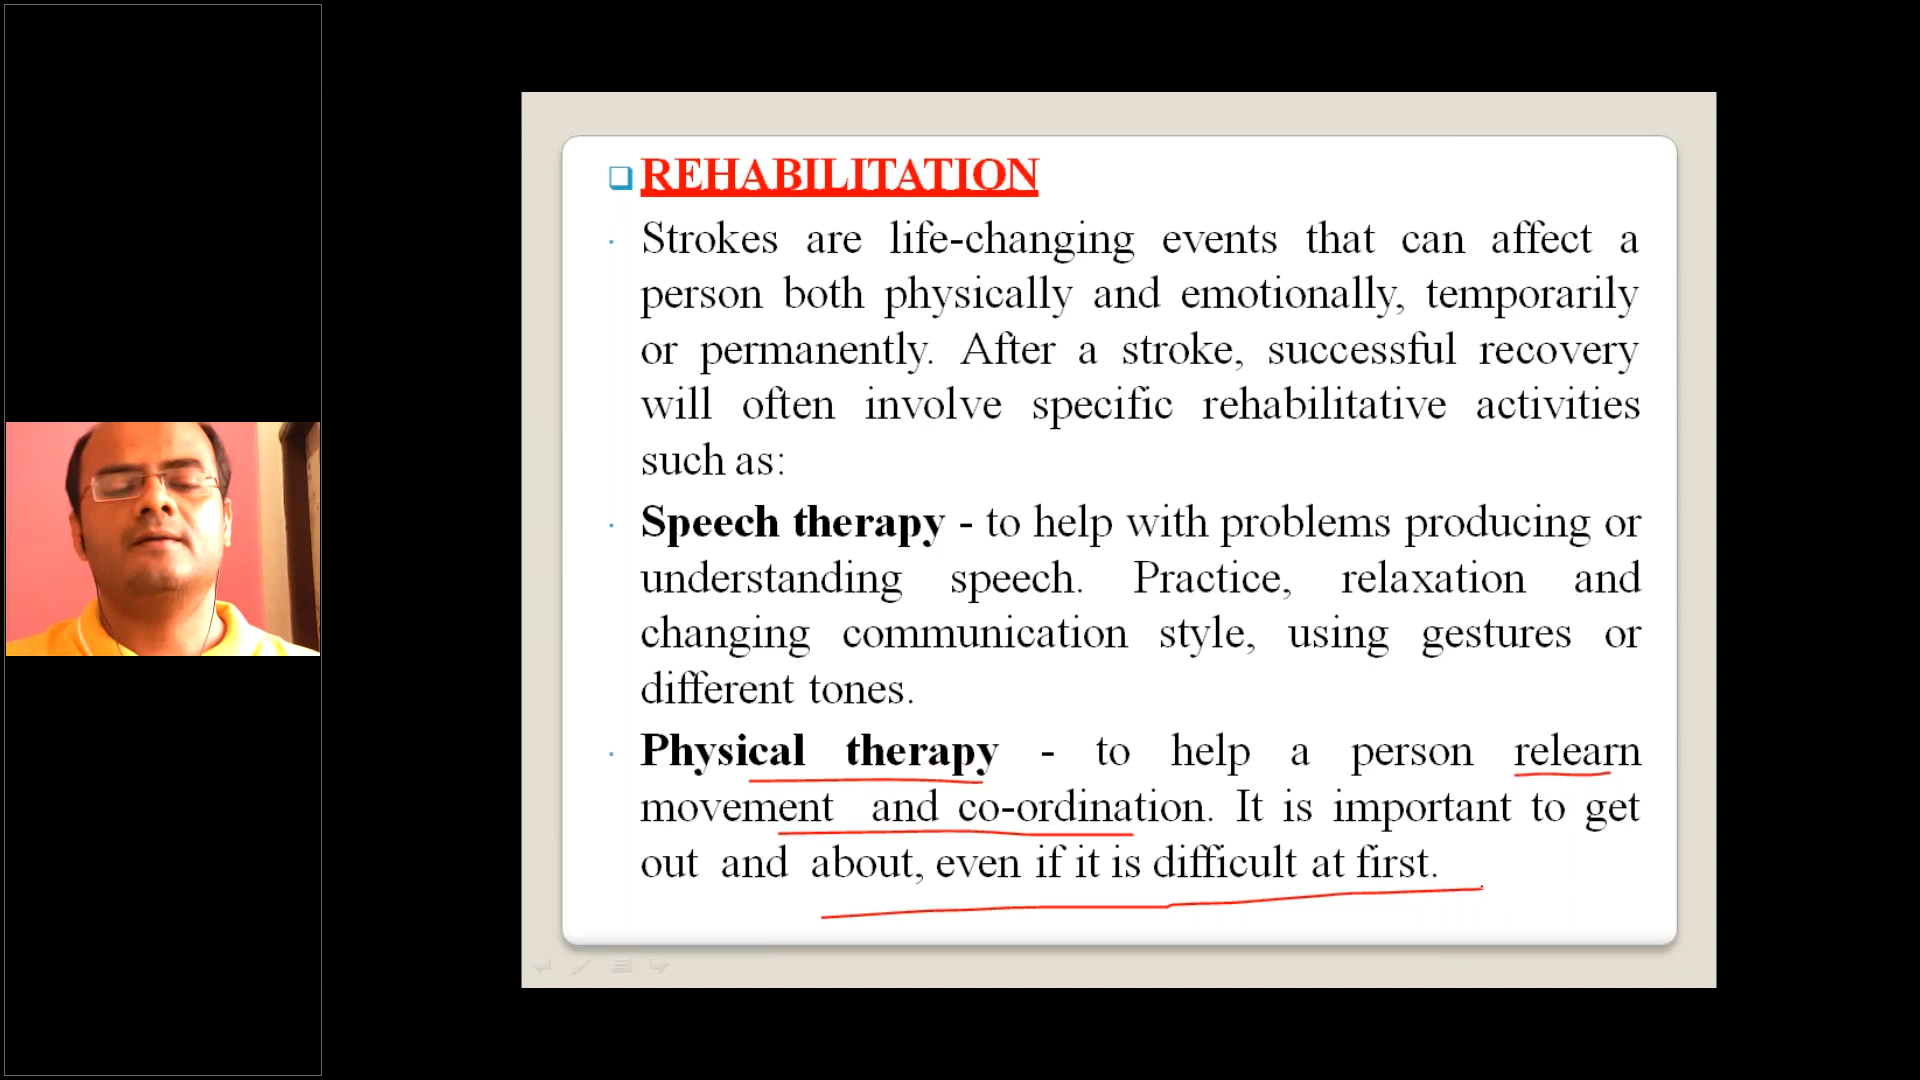 REHABILITATION
Strokes are life-changing events that can affect a
person both physically and emotionally, temporarily
or permanently. After a stroke, successful recovery
will often involve specific rehabilitative activities
such as:
Speech therapy - to help with problems producing or
understanding speech. Practice, relaxation and
changing communication style, using gestures or
different tones.
Physical therapy - to help a person relearn
movement and co-ordination. It is important to get
out and about, even if it is difficult at first.